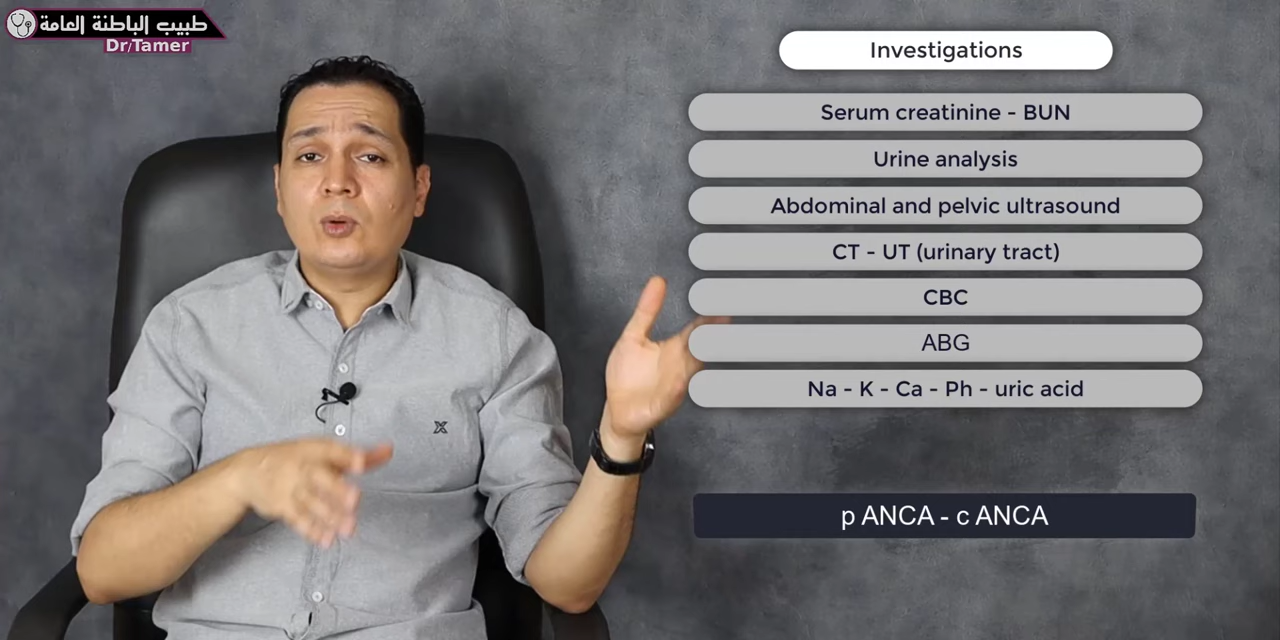 طبيب الباطنة العامة
Dr/Tamer
Investigations
Serum creatinine - BUN
Urine analysis
Abdominal and pelvic ultrasound
CT - UT (urinary tract)
CBC
ABG
Na - K - Ca - Ph - uric acid
p ANCA - c ANCA